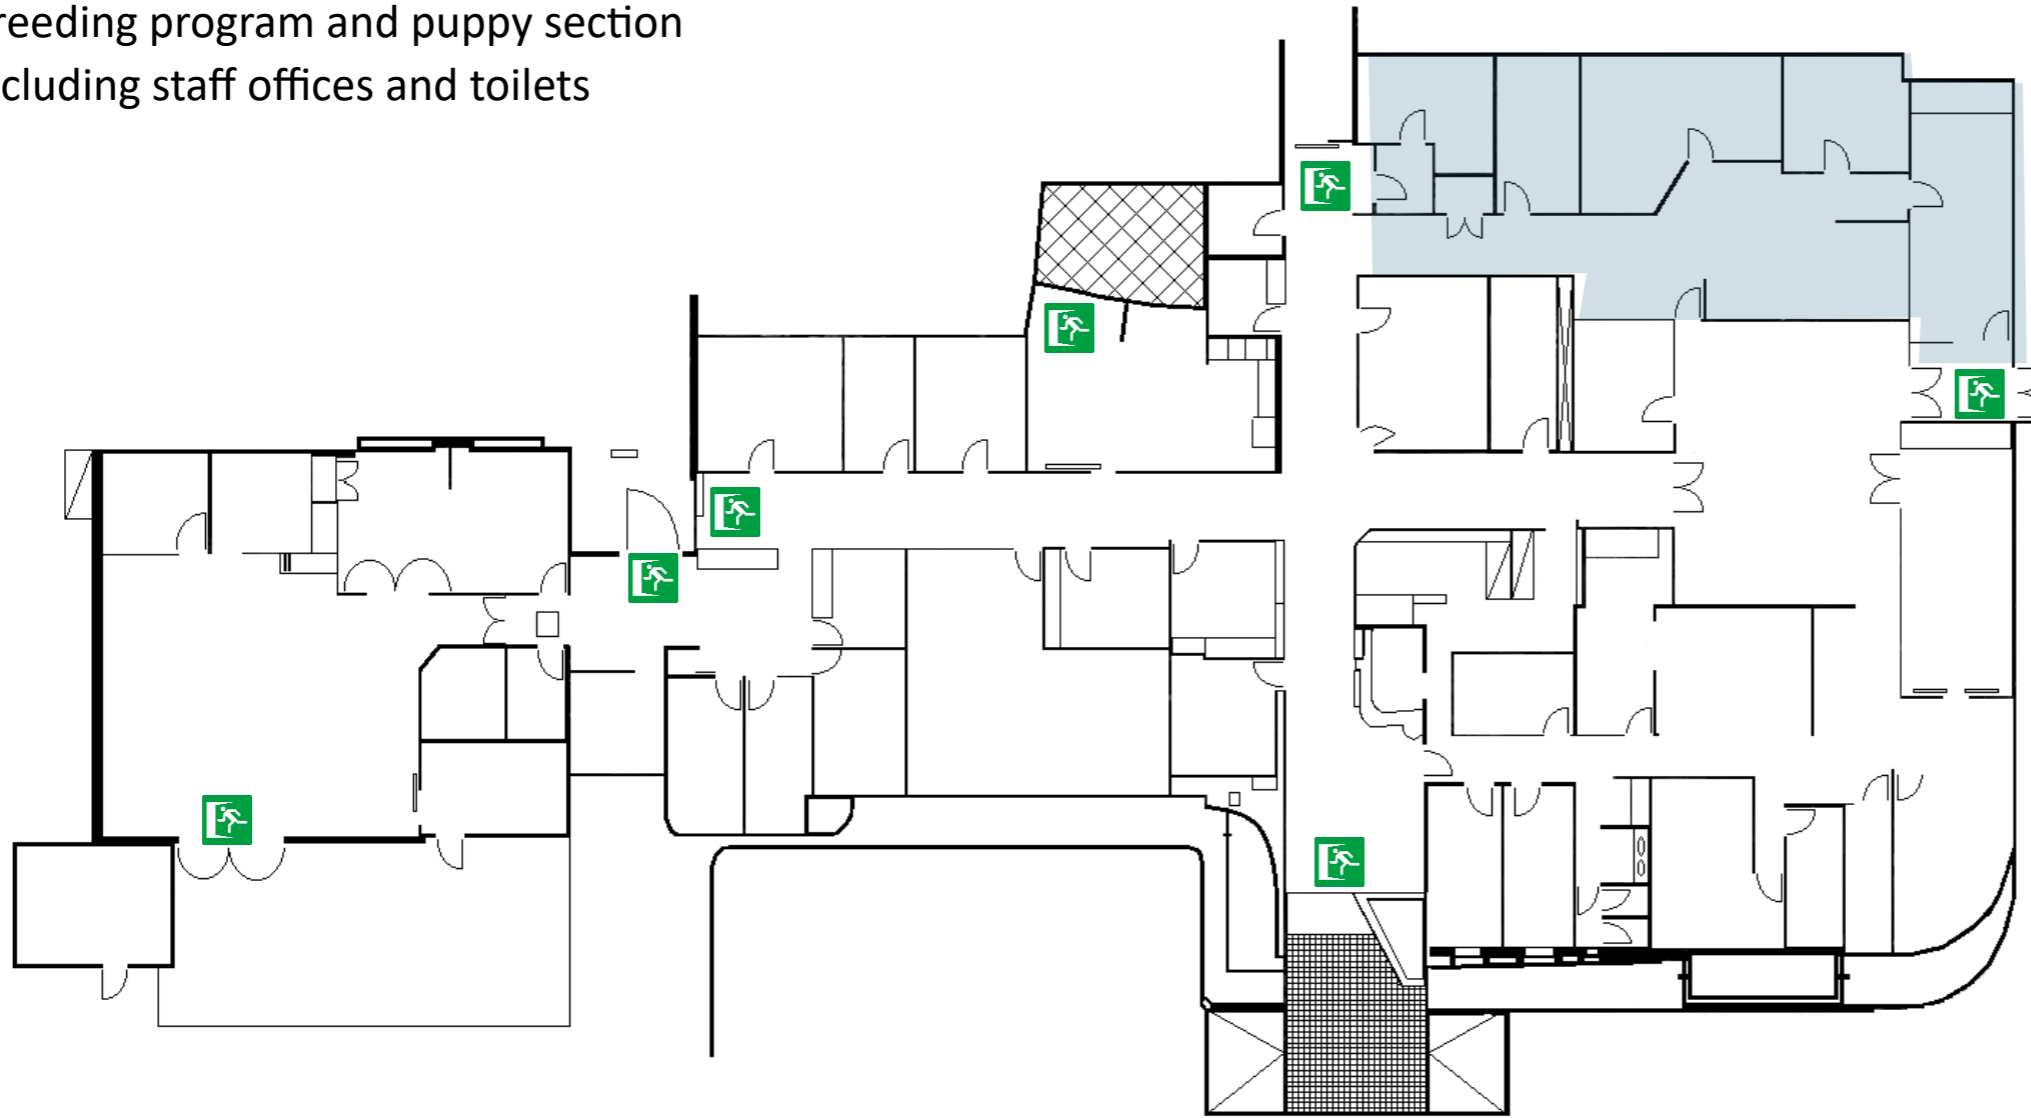 reeding program and puppy section
cluding staff offices and toilets